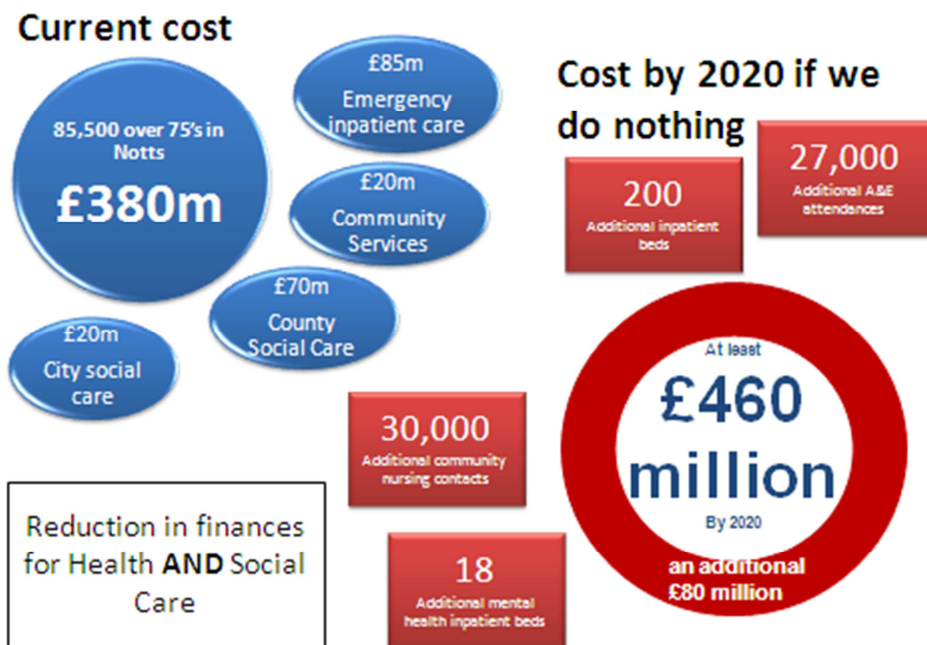 Current cost
85,500 over 75's in
Notts
£380m
£85m
Emergency
inpatient care
£20m
Community
Services
£70m
County
Social Care
£20m
City social
care
Reduction in finances
for Health AND Social
Care
Cost by 2020 if we
do nothing
200
Additional inpatient
beds
27,000
Additional A&E
attendances
30,000
Additional community
nursing contacts
18
Additional mental
health inpatient beds
At least
£460
million
By 2020
an additional
£80 million